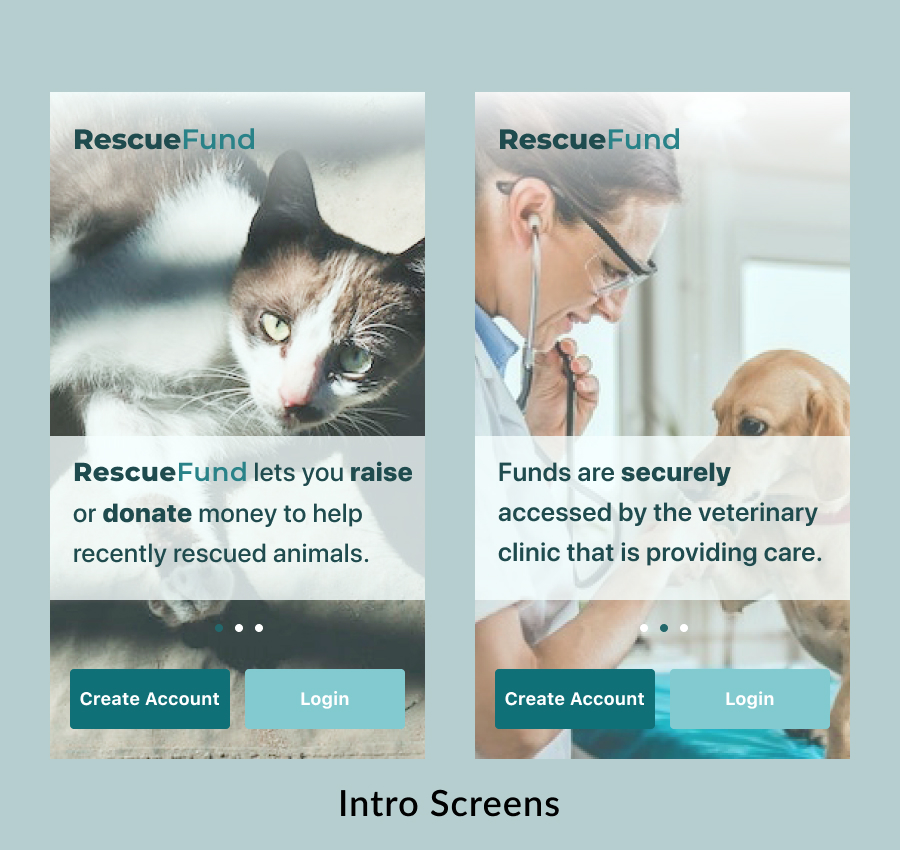 RescueFund
RescueFund lets you raise
or donate money to help
recently rescued animals.
Create Account
Login
RescueFund
Funds are securely
accessed by the veterinary
clinic that is providing care.
Create Account
Login
Intro Screens